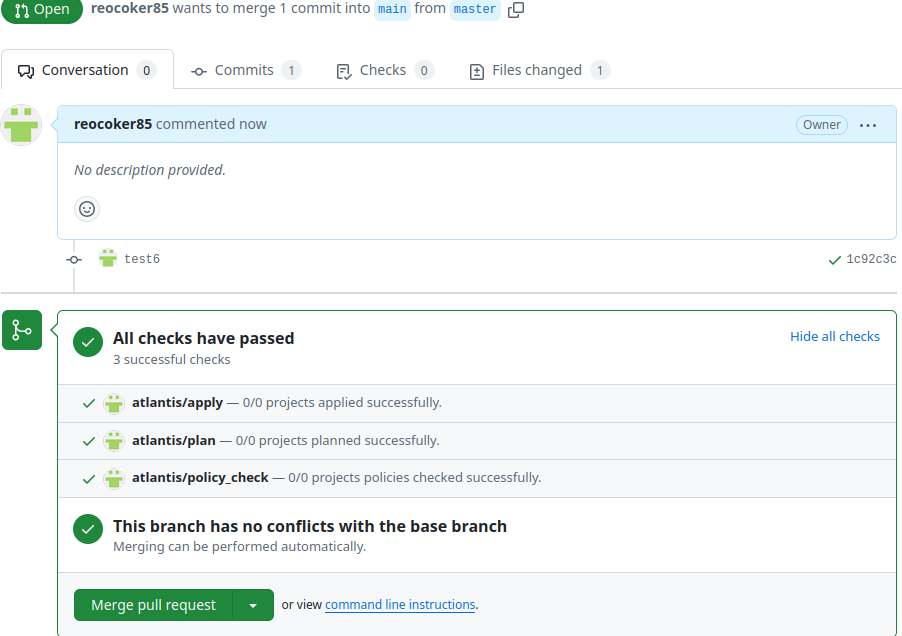 Open reocoker85 wants to merge 1 commit into main from master
Conversation 0 Commits 1 Checks 0 Files changed 1
reocoker85 commented now Owner ...
No description provided.
test6 1c92c3c
All checks have passed Hide all checks
3 successful checks
atlantis/apply — 0/0 projects applied successfully.
atlantis/plan — 0/0 projects planned successfully.
atlantis/policy_check — 0/0 projects policies checked successfully.
This branch has no conflicts with the base branch
Merging can be performed automatically.
Merge pull request or view command line instructions.